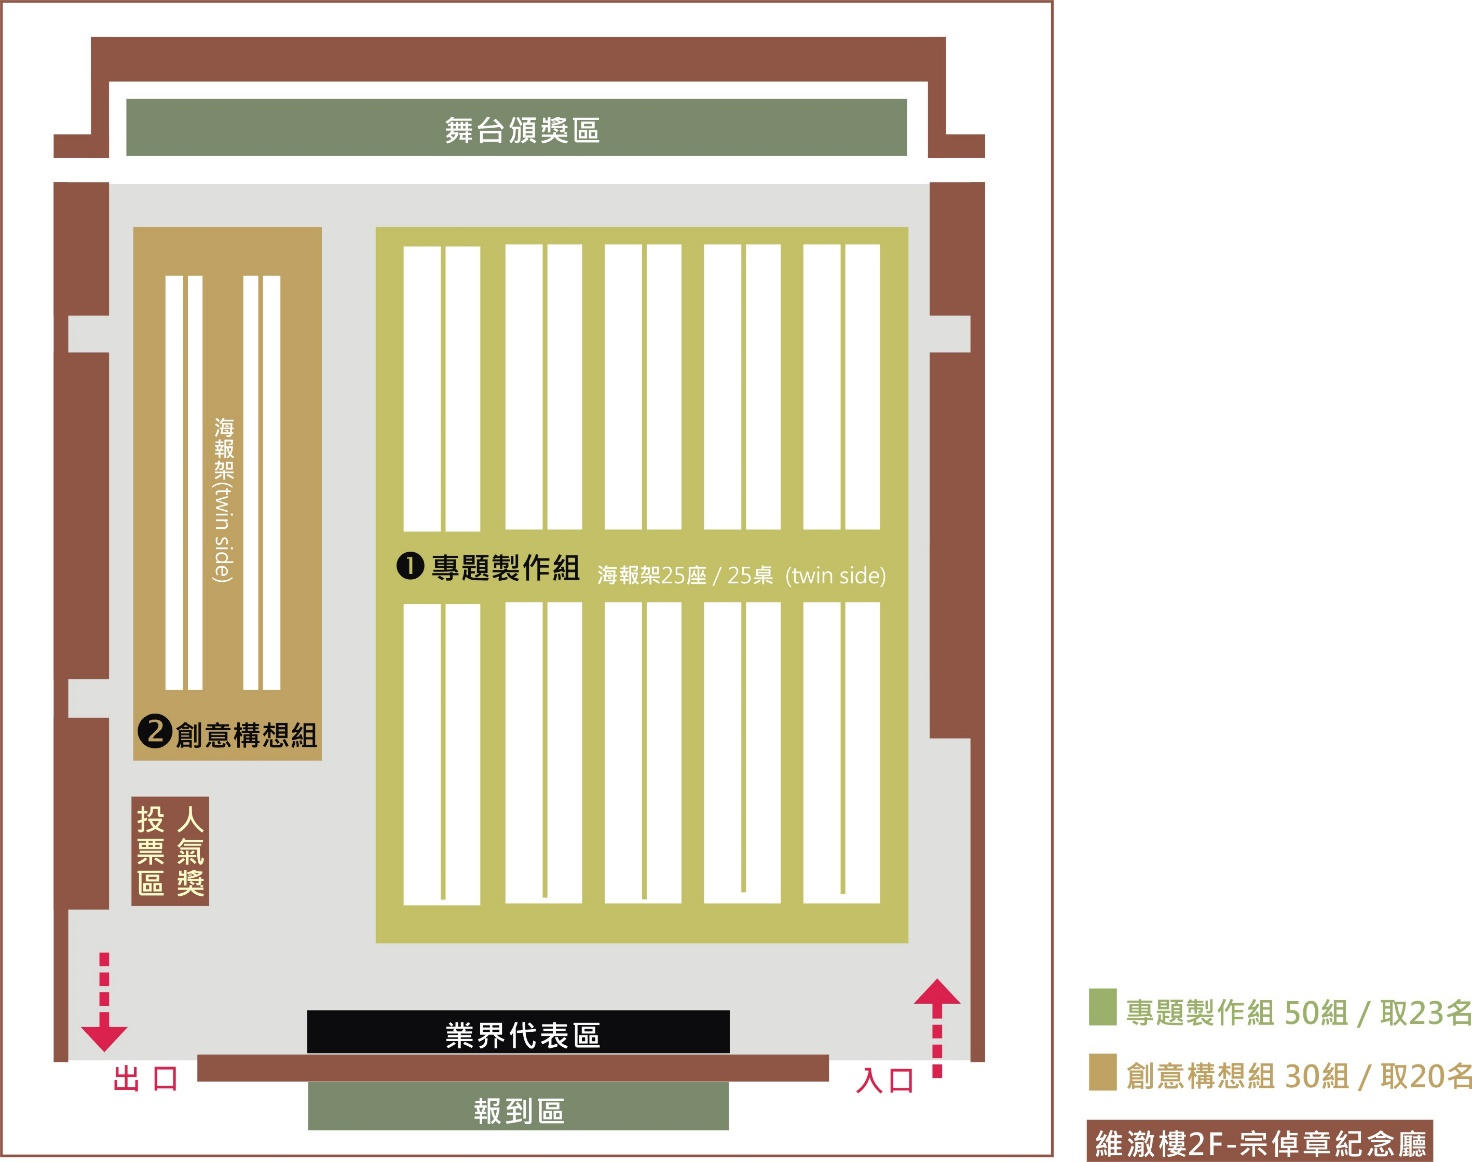 舞台頒獎區
海報架(twin side)
❶專題製作組 海報架25座 / 25桌 (twin side)
❷創意構想組
人氣獎
投票區
業界代表區
出口
入口
報到區
專題製作組 50組 / 取23名
創意構想組 30組 / 取20名
維澈樓2F-宗倬章紀念廳